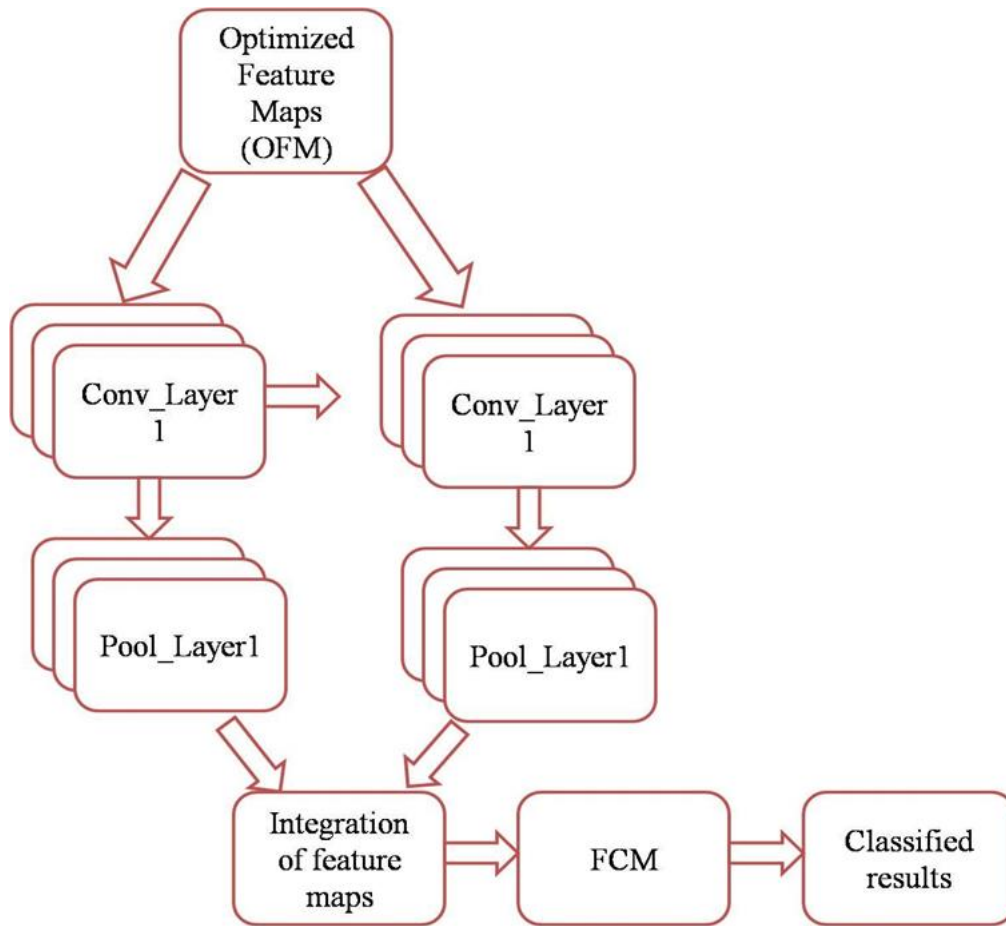 Optimized
Feature
Maps
(OFM)
Conv_Layer
1
Conv_Layer
1
Pool_Layer1
Pool_Layer1
Integration
of feature
maps
FCM
Classified
results